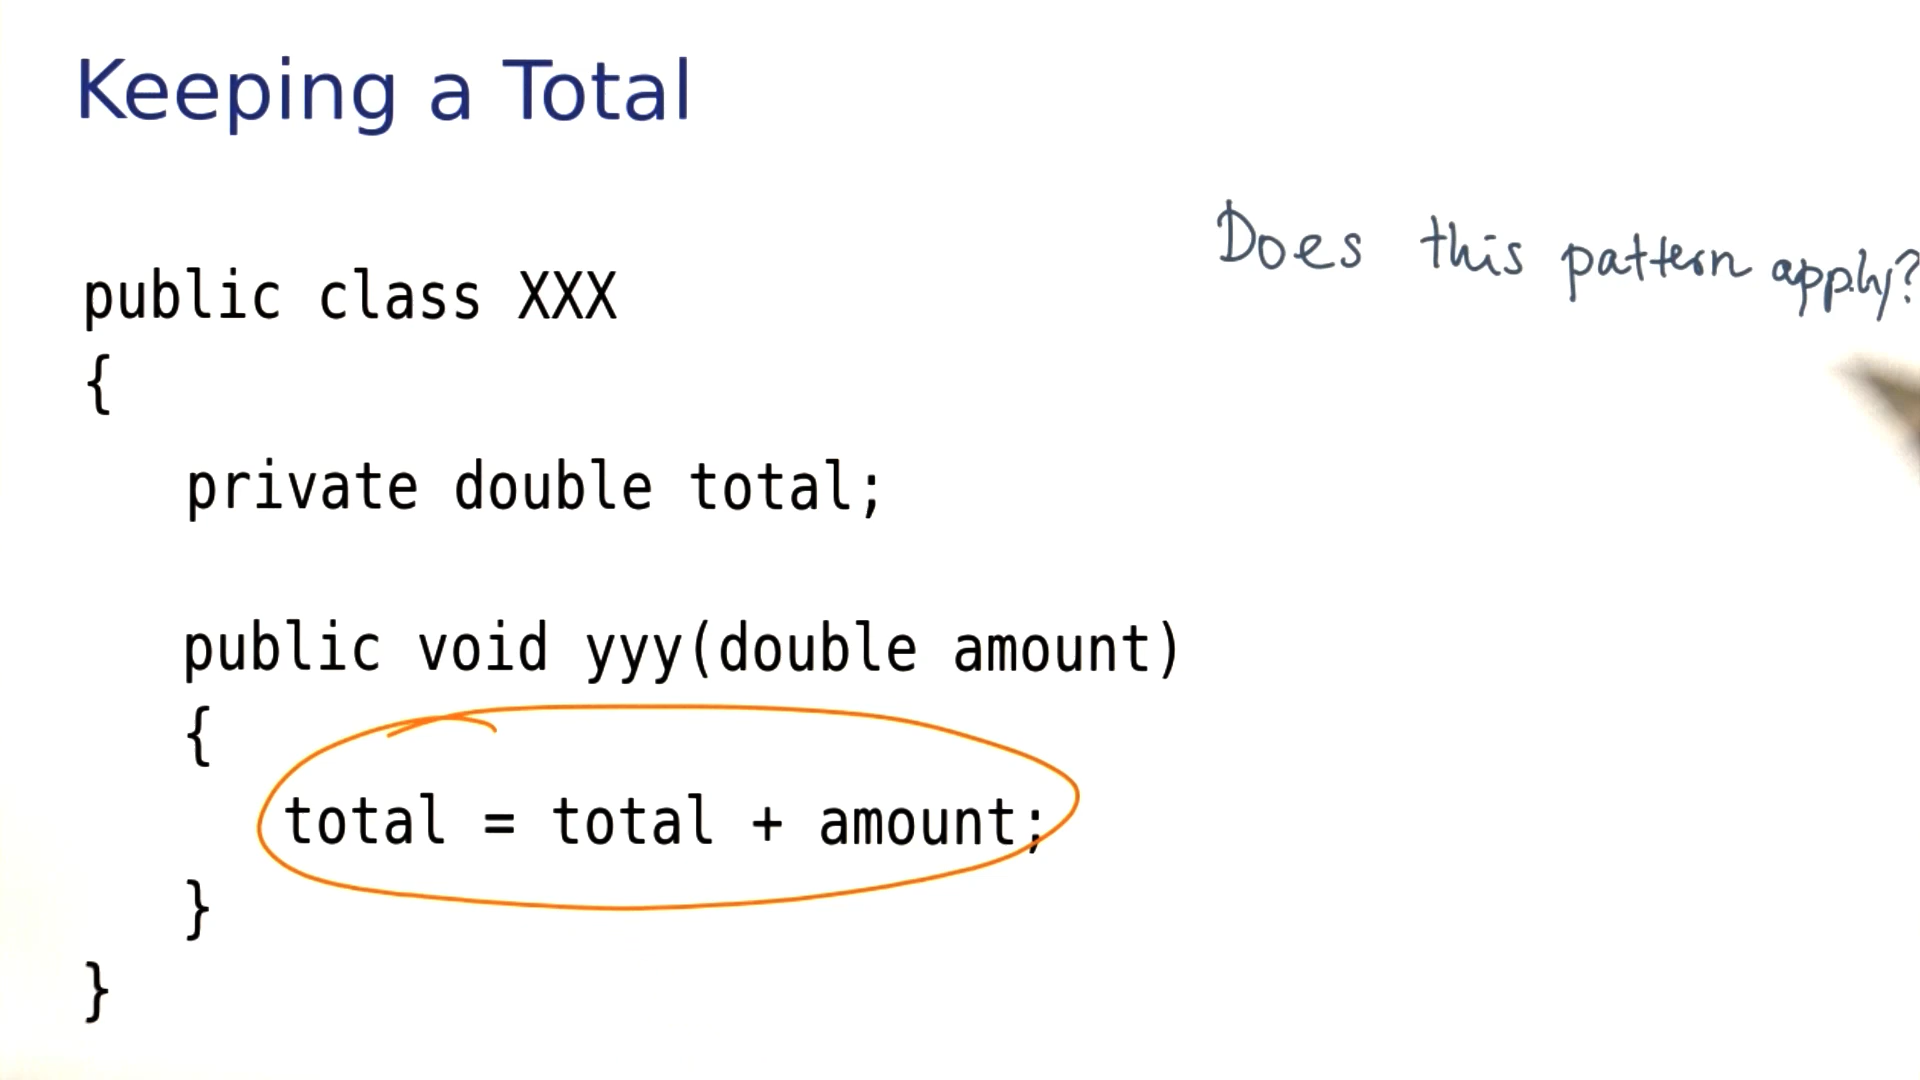 Keeping a Total
Does this pattern apply?
public class XXX
{
private double total;
public void yyy(double amount)
{
total = total + amount;
}
}